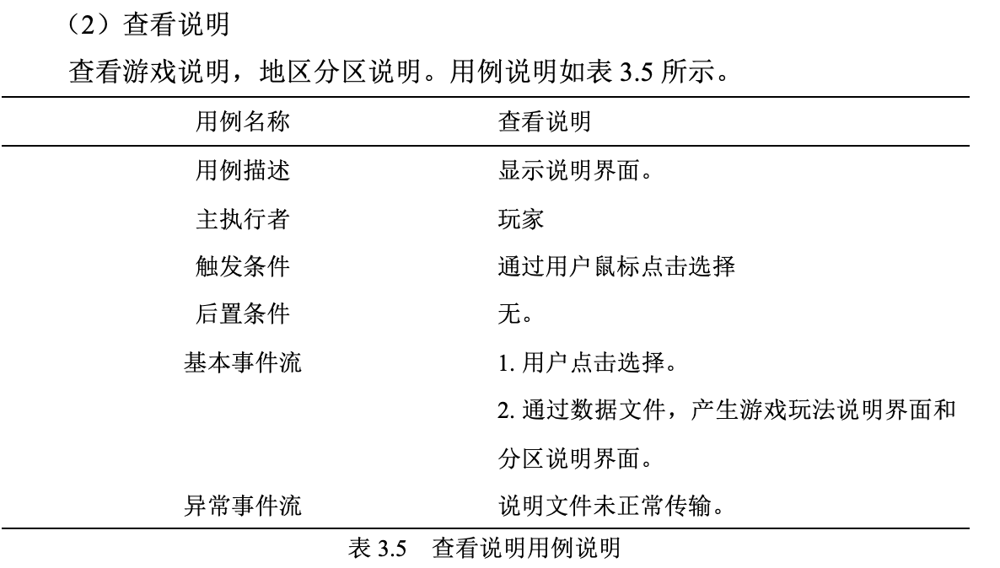 （2）查看说明
查看游戏说明，地区分区说明。用例说明如表 3.5 所示。
用例名称 查看说明
用例描述 显示说明界面。
主执行者 玩家
触发条件 通过用户鼠标点击选择
后置条件 无。
基本事件流 1. 用户点击选择。
2. 通过数据文件，产生游戏玩法说明界面和
分区说明界面。
异常事件流 说明文件未正常传输。
表 3.5 查看说明用例说明